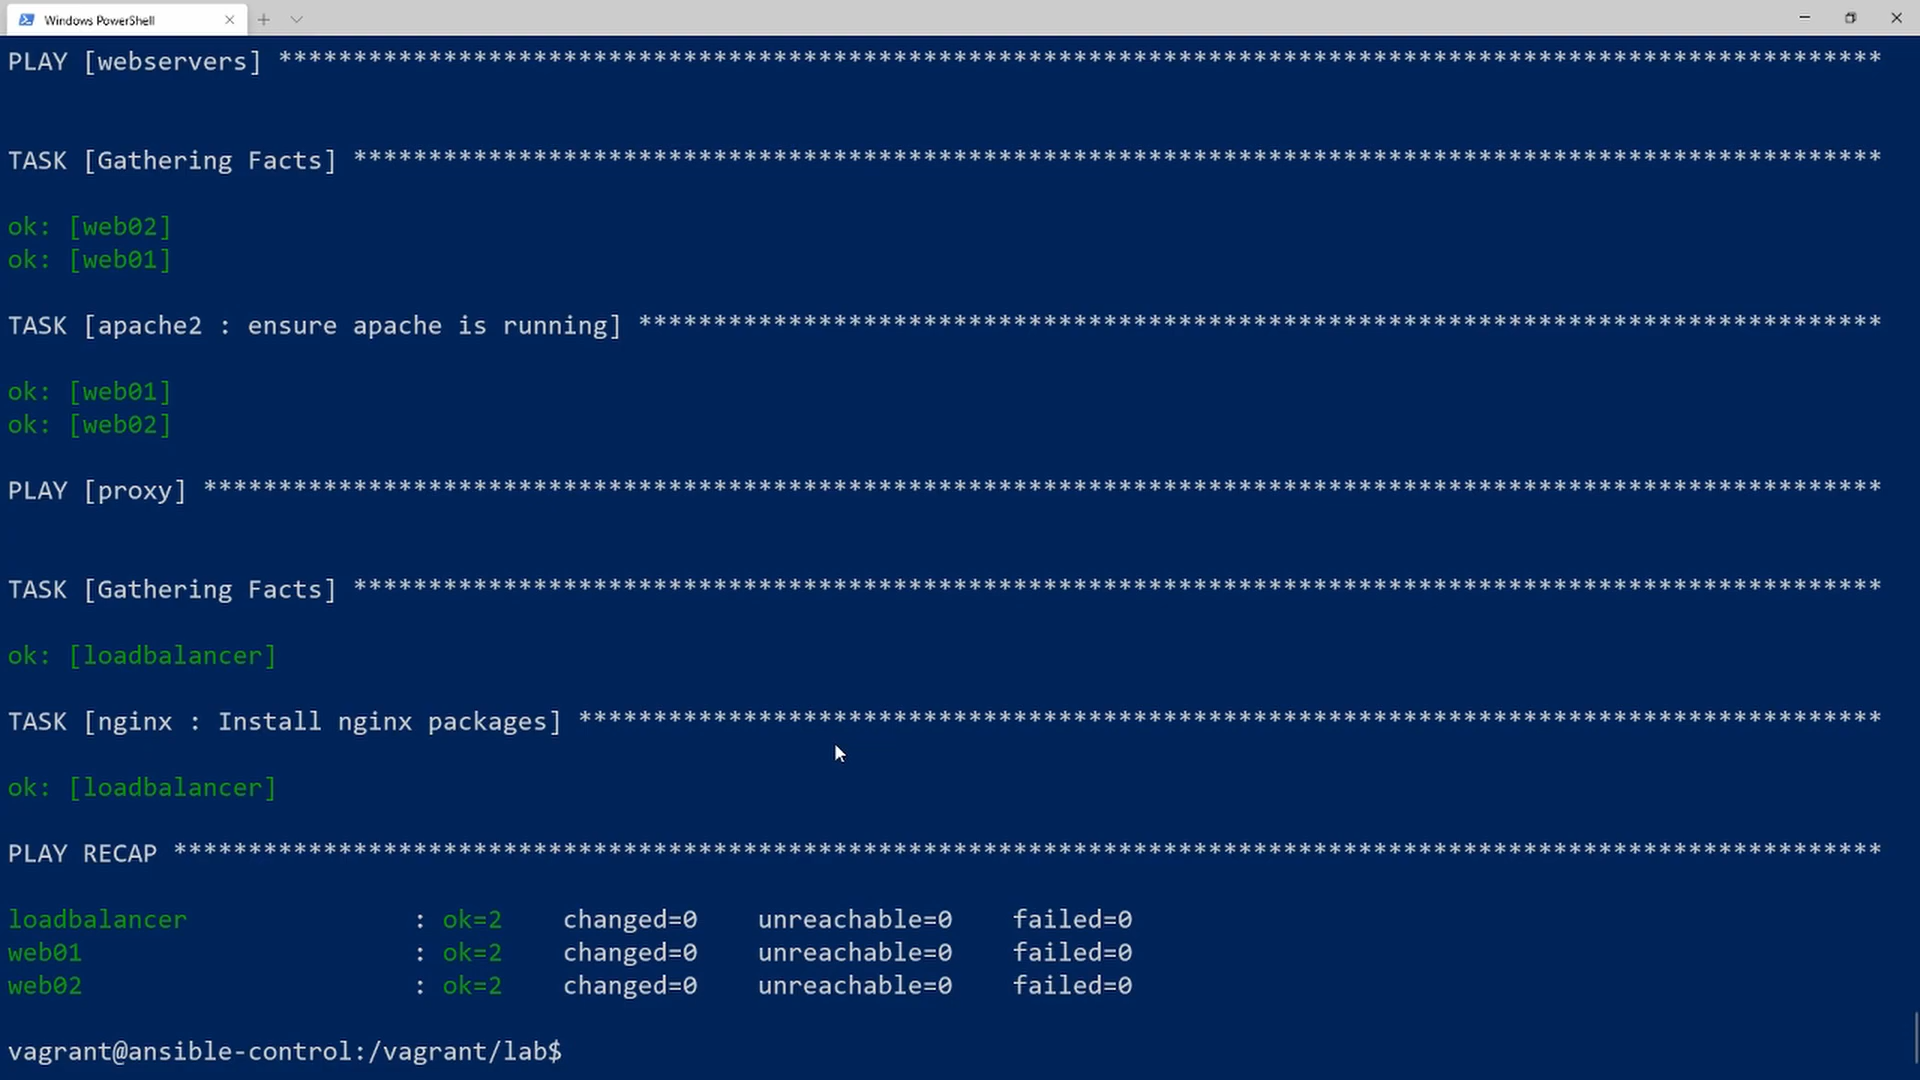 Windows PowerShell
PLAY [webservers] ***********************************************************************************************************
TASK [Gathering Facts] ******************************************************************************************************
ok: [web02]
ok: [web01]
TASK [apache2 : ensure apache is running] ***********************************************************************************
ok: [web01]
ok: [web02]
PLAY [proxy] ****************************************************************************************************************
TASK [Gathering Facts] ******************************************************************************************************
ok: [loadbalancer]
TASK [nginx : Install nginx packages] ***************************************************************************************
ok: [loadbalancer]
PLAY RECAP ******************************************************************************************************************
loadbalancer               : ok=2    changed=0    unreachable=0    failed=0
web01                      : ok=2    changed=0    unreachable=0    failed=0
web02                      : ok=2    changed=0    unreachable=0    failed=0
vagrant@ansible-control:/vagrant/lab$